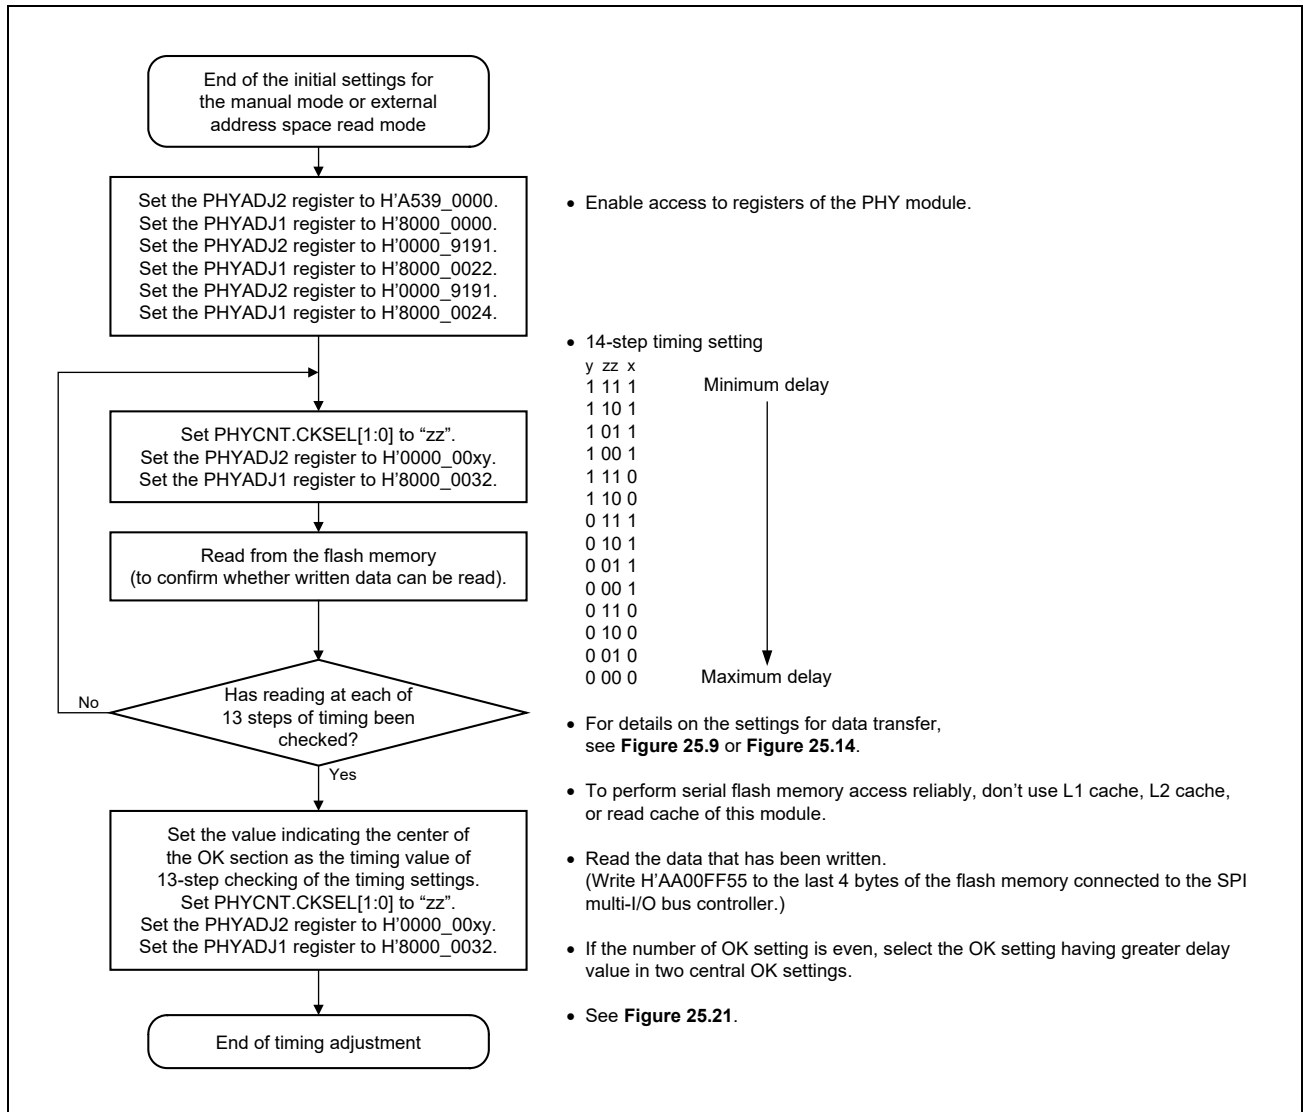 End of the initial settings for
the manual mode or external
address space read mode
Set the PHYADJ2 register to H'A539_0000.
Set the PHYADJ1 register to H'8000_0000.
Set the PHYADJ2 register to H'0000_9191.
Set the PHYADJ1 register to H'8000_0022.
Set the PHYADJ2 register to H'0000_9191.
Set the PHYADJ1 register to H'8000_0024.
• Enable access to registers of the PHY module.
Set PHYCNT.CKSEL[1:0] to “zz”.
Set the PHYADJ2 register to H'0000_00xy.
Set the PHYADJ1 register to H'8000_0032.
Read from the flash memory
(to confirm whether written data can be read).
• 14-step timing setting
y zz x
1 11 1
1 10 1
1 01 1
1 00 1
1 11 0
1 10 0
0 11 1
0 10 1
0 01 1
0 00 1
0 11 0
0 10 0
0 01 0
0 00 0
Minimum delay
Maximum delay
Has reading at each of
13 steps of timing been
checked?
No
Yes
• For details on the settings for data transfer,
see Figure 25.9 or Figure 25.14.
• To perform serial flash memory access reliably, don’t use L1 cache, L2 cache,
or read cache of this module.
Set the value indicating the center of
the OK section as the timing value of
13-step checking of the timing settings.
Set PHYCNT.CKSEL[1:0] to “zz”.
Set the PHYADJ2 register to H'0000_00xy.
Set the PHYADJ1 register to H'8000_0032.
• Read the data that has been written.
(Write H'AA00FF55 to the last 4 bytes of the flash memory connected to the SPI
multi-I/O bus controller.)
• If the number of OK setting is even, select the OK setting having greater delay
value in two central OK settings.
• See Figure 25.21.
End of timing adjustment